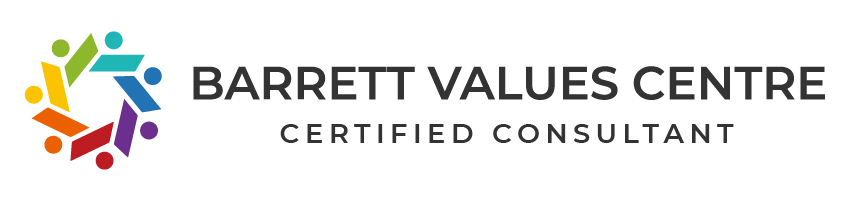 BARRETT VALUES CENTRE
CERTIFIED CONSULTANT